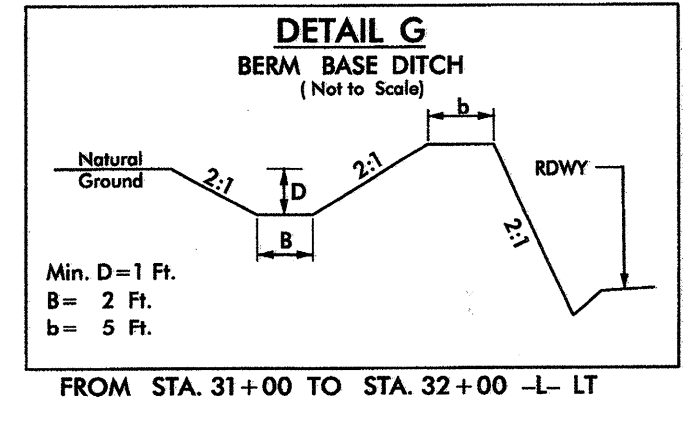 DETAIL G
BERM BASE DITCH
(Not to Scale)
b
Natural
Ground
2:1
D
2:1
RDWY
B
2:1
Min. D=1 Ft.
B= 2 Ft.
b= 5 Ft.
FROM STA. 31+00 TO STA. 32+00 -L- LT